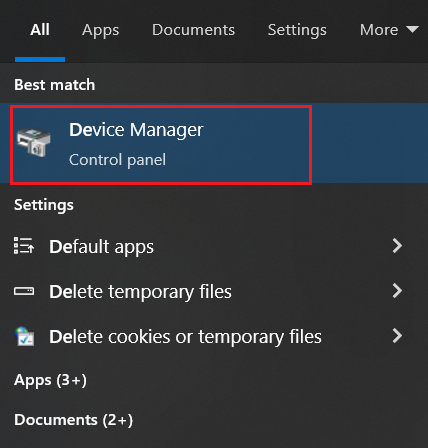 All Apps Documents Settings More
Best match
Device Manager
Control panel
Settings
Default apps
Delete temporary files
Delete cookies or temporary files
Apps (3+)
Documents (2+)